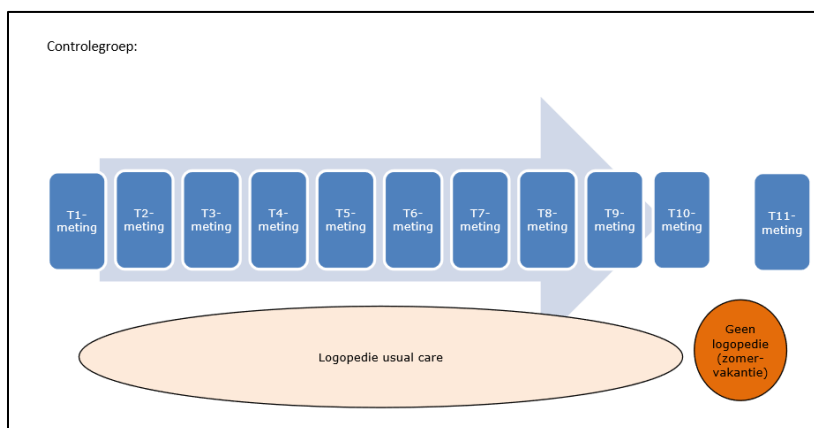 Controlegroep:
T1-
meting
T2-
meting
T3-
meting
T4-
meting
T5-
meting
T6-
meting
T7-
meting
T8-
meting
T9-
meting
T10-
meting
T11-
meting
Logopedie usual care
Geen
logopedie
(zomer-
vakantie)